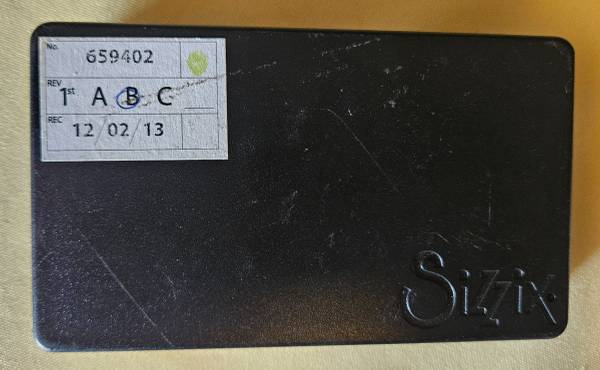 No. 659402
REV 1st A B C
REC 12/02/13
Sizzix